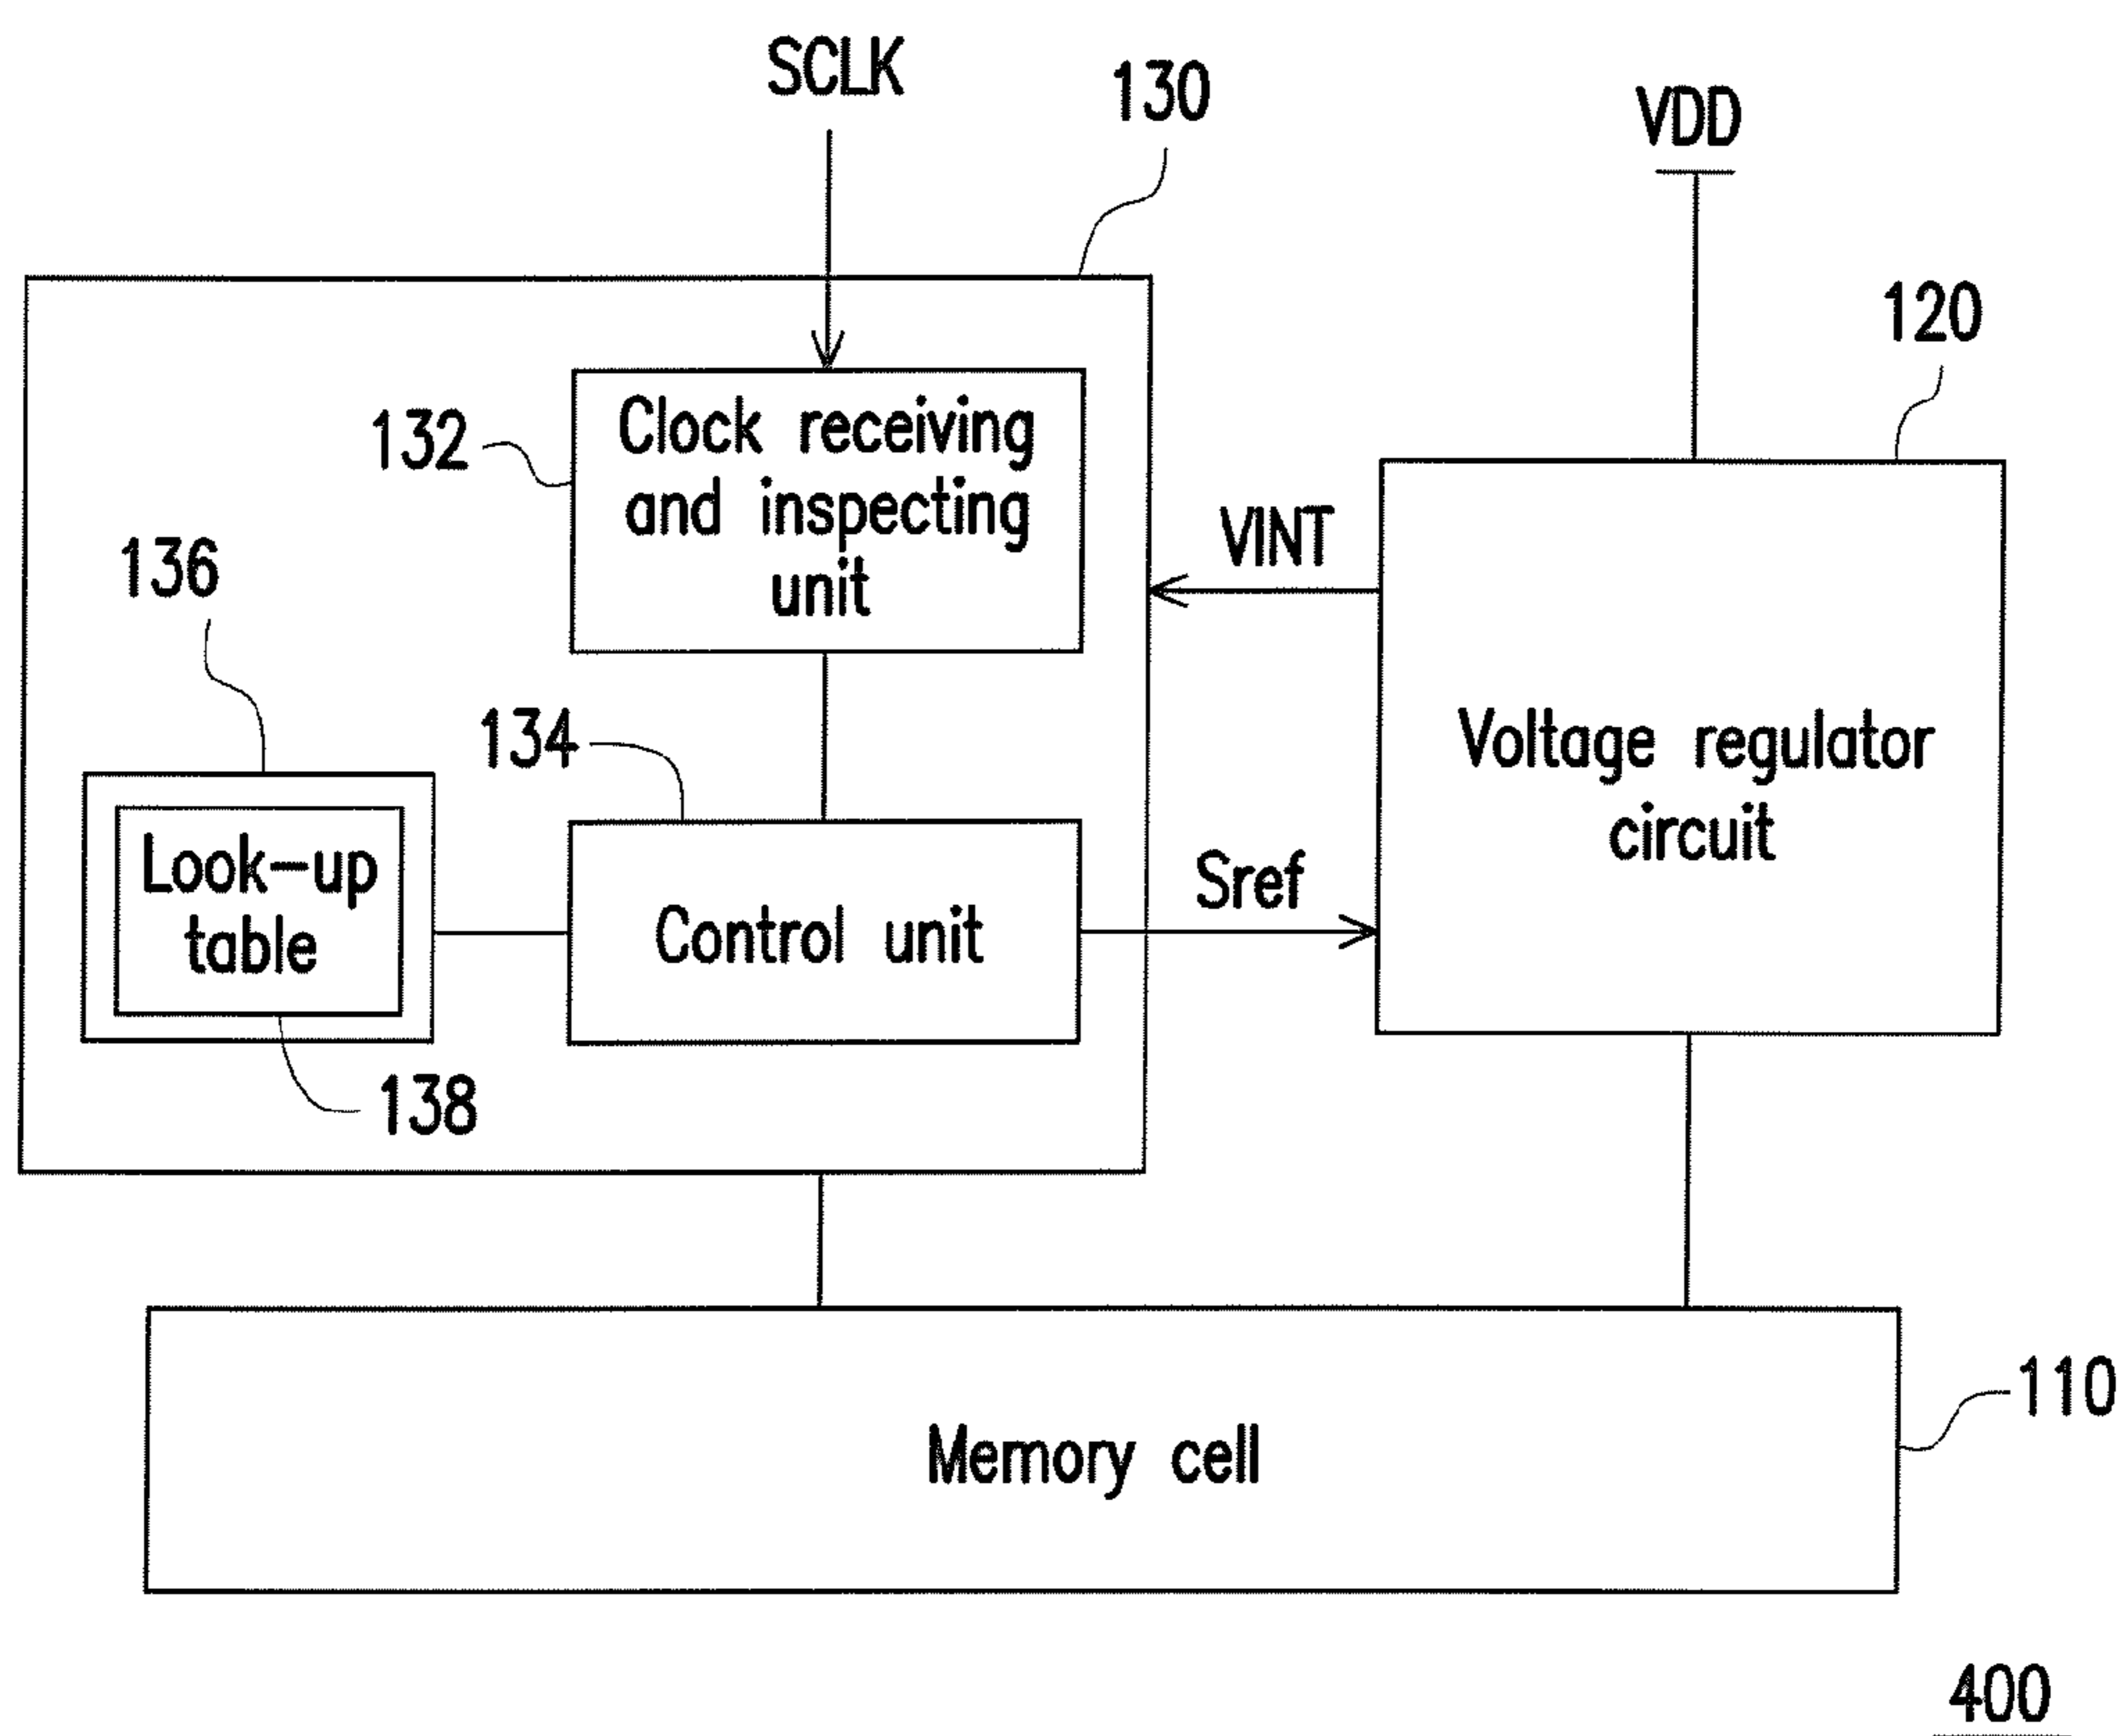 SCLK
130
VDD
120
132
Clock receiving
and inspecting
unit
VINT
136
134
Voltage regulator
circuit
Look-up
table
Control unit
Sref
138
110
Memory cell
400